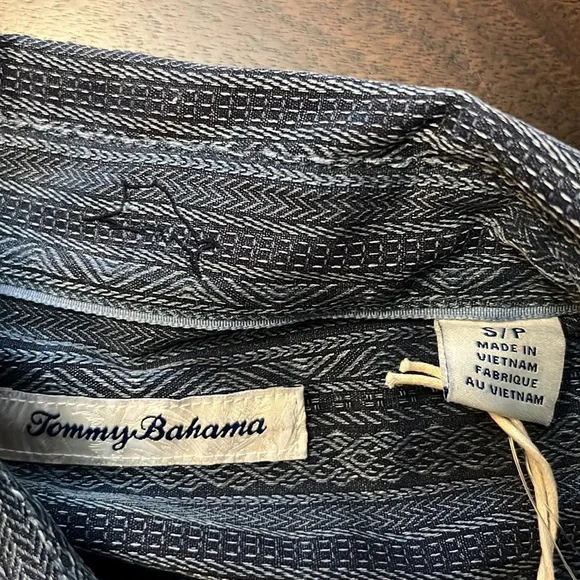 Tommy Bahama
S/P
MADE IN
VIETNAM
FABRIQUE
AU VIETNAM